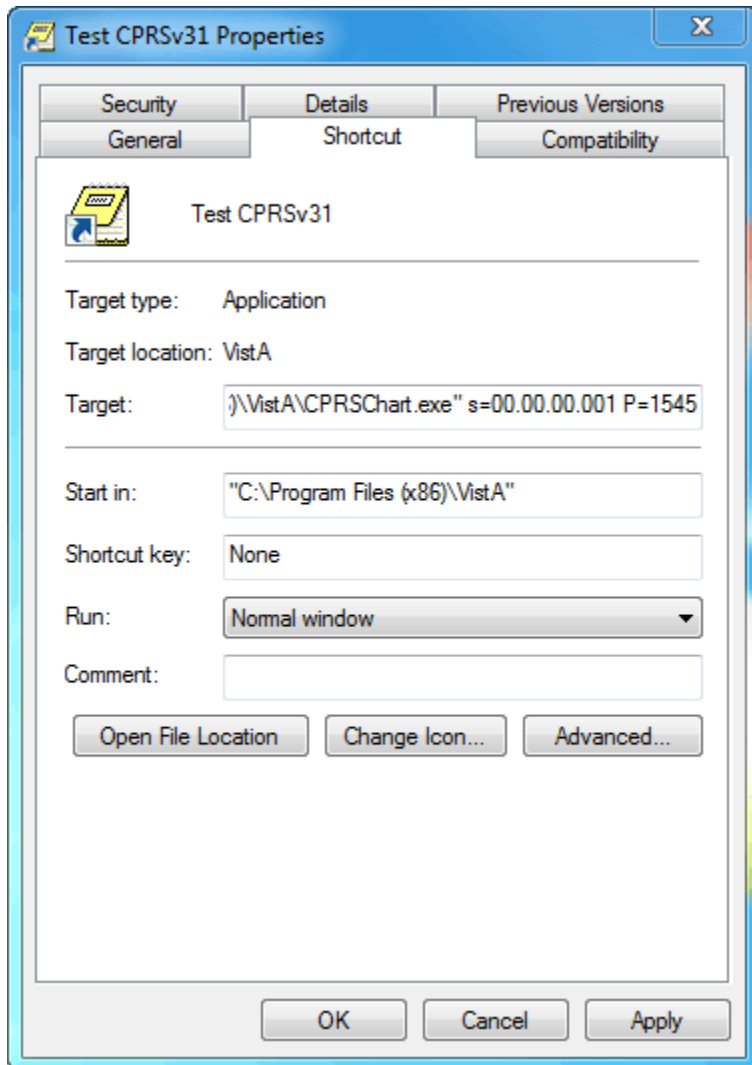 Test CPRSv31 Properties
Security Details Previous Versions
General Shortcut Compatibility
Test CPRSv31
Target type: Application
Target location: VistA
Target: )\VistA\CPRSChart.exe" s=00.00.00.001 P=1545
Start in: "C:\Program Files (x86)\VistA"
Shortcut key: None
Run: Normal window
Comment:
Open File Location Change Icon... Advanced...
OK Cancel Apply